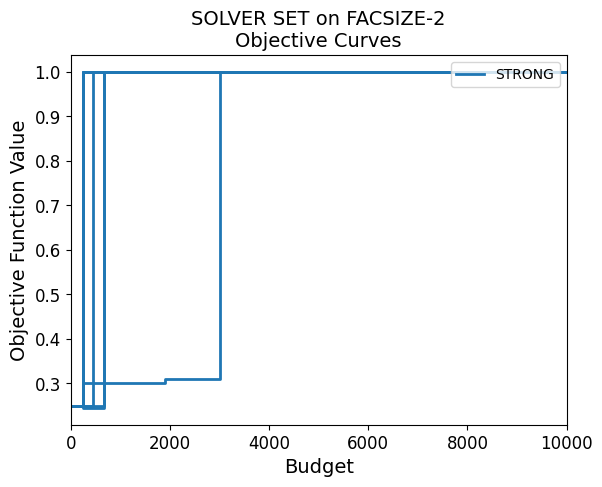 SOLVER SET on FACSIZE-2
Objective Curves
STRONG
Objective Function Value
1.0
0.9
0.8
0.7
0.6
0.5
0.4
0.3
0
2000
4000
6000
8000
10000
Budget